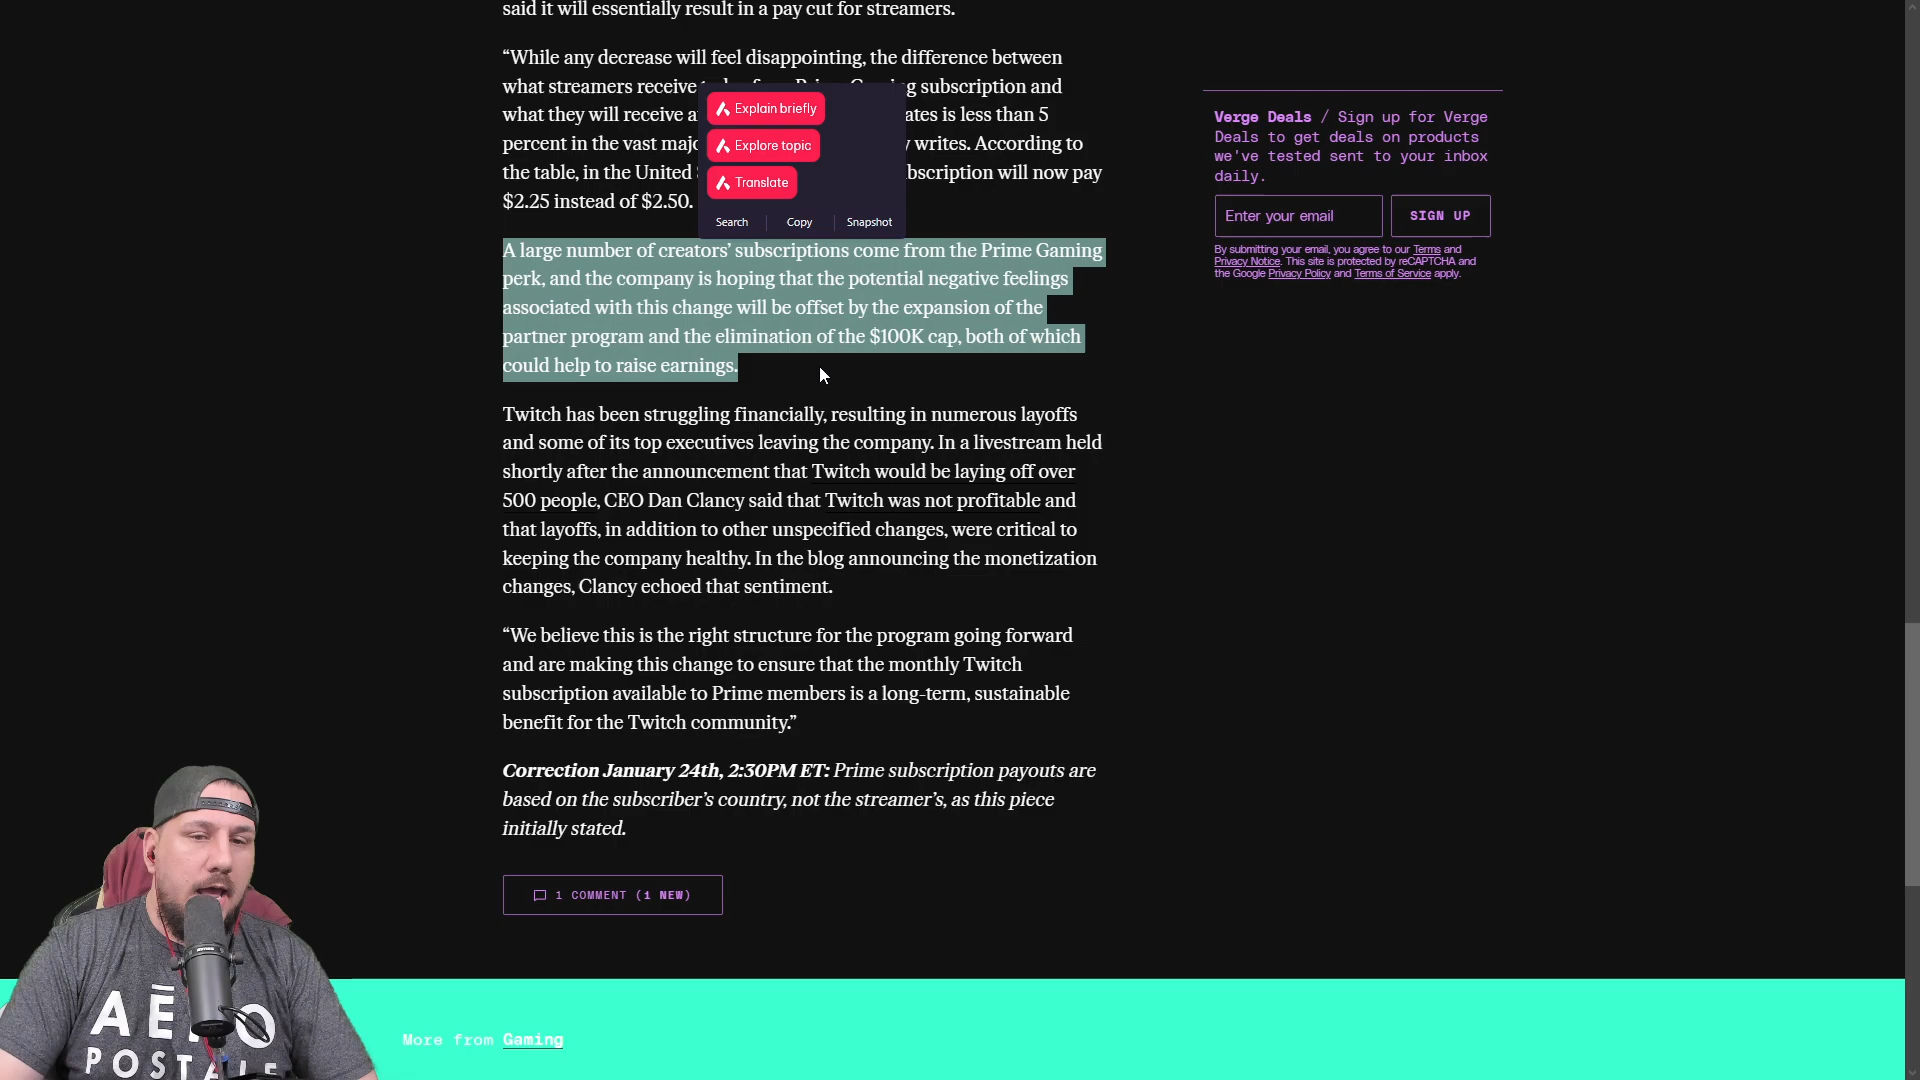 said it will essentially result in a pay cut for streamers.
“While any decrease will feel disappointing, the difference between
what streamers receive subscription and
what they will receive a ates is less than 5
percent in the vast majo writes. According to
the table, in the United bscription will now pay
$2.25 instead of $2.50.
Explain briefly
Explore topic
Translate
Search
Copy
Snapshot
A large number of creators’ subscriptions come from the Prime Gaming
perk, and the company is hoping that the potential negative feelings
associated with this change will be offset by the expansion of the
partner program and the elimination of the $100K cap, both of which
could help to raise earnings.
Twitch has been struggling financially, resulting in numerous layoffs
and some of its top executives leaving the company. In a livestream held
shortly after the announcement that Twitch would be laying off over
500 people, CEO Dan Clancy said that Twitch was not profitable and
that layoffs, in addition to other unspecified changes, were critical to
keeping the company healthy. In the blog announcing the monetization
changes, Clancy echoed that sentiment.
“We believe this is the right structure for the program going forward
and are making this change to ensure that the monthly Twitch
subscription available to Prime members is a long-term, sustainable
benefit for the Twitch community.”
Correction January 24th, 2:30PM ET: Prime subscription payouts are
based on the subscriber’s country, not the streamer’s, as this piece
initially stated.
1 COMMENT (1 NEW)
Verge Deals / Sign up for Verge
Deals to get deals on products
we've tested sent to your inbox
daily.
Enter your email
SIGN UP
By submitting your email, you agree to our Terms and
Privacy Notice. This site is protected by reCAPTCHA and
the Google Privacy Policy and Terms of Service apply.
More from Gaming